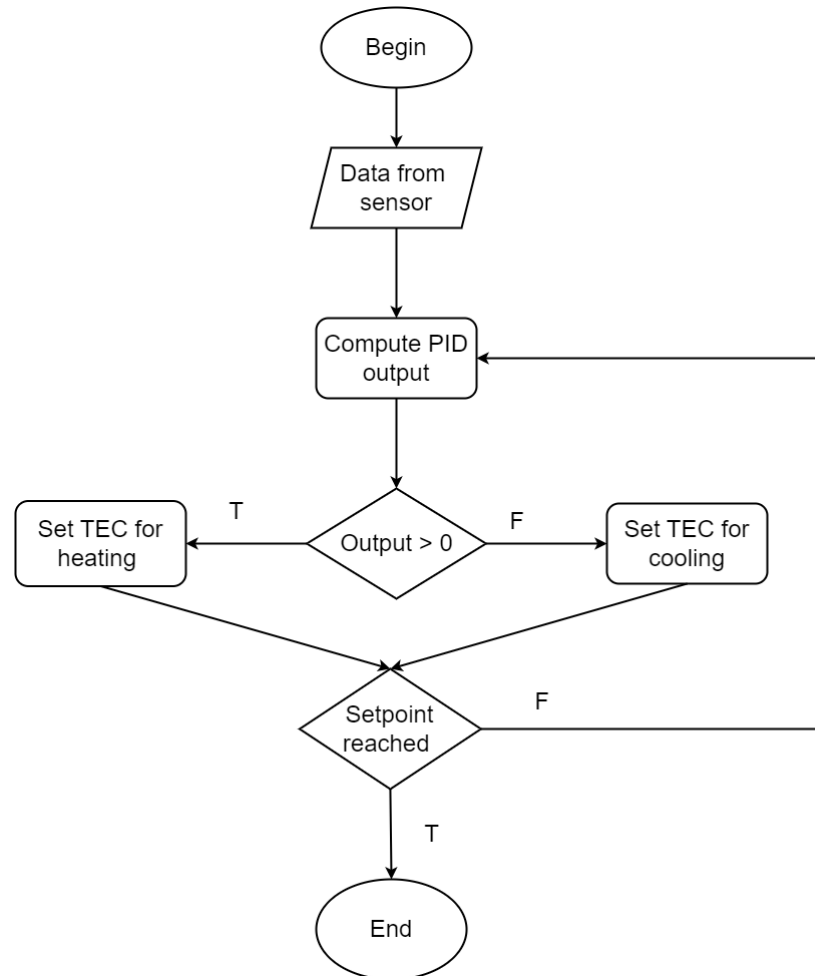 Begin
Data from
sensor
Compute PID
output
T
Output > 0
F
Set TEC for
heating
Set TEC for
cooling
Setpoint
reached
F
T
End